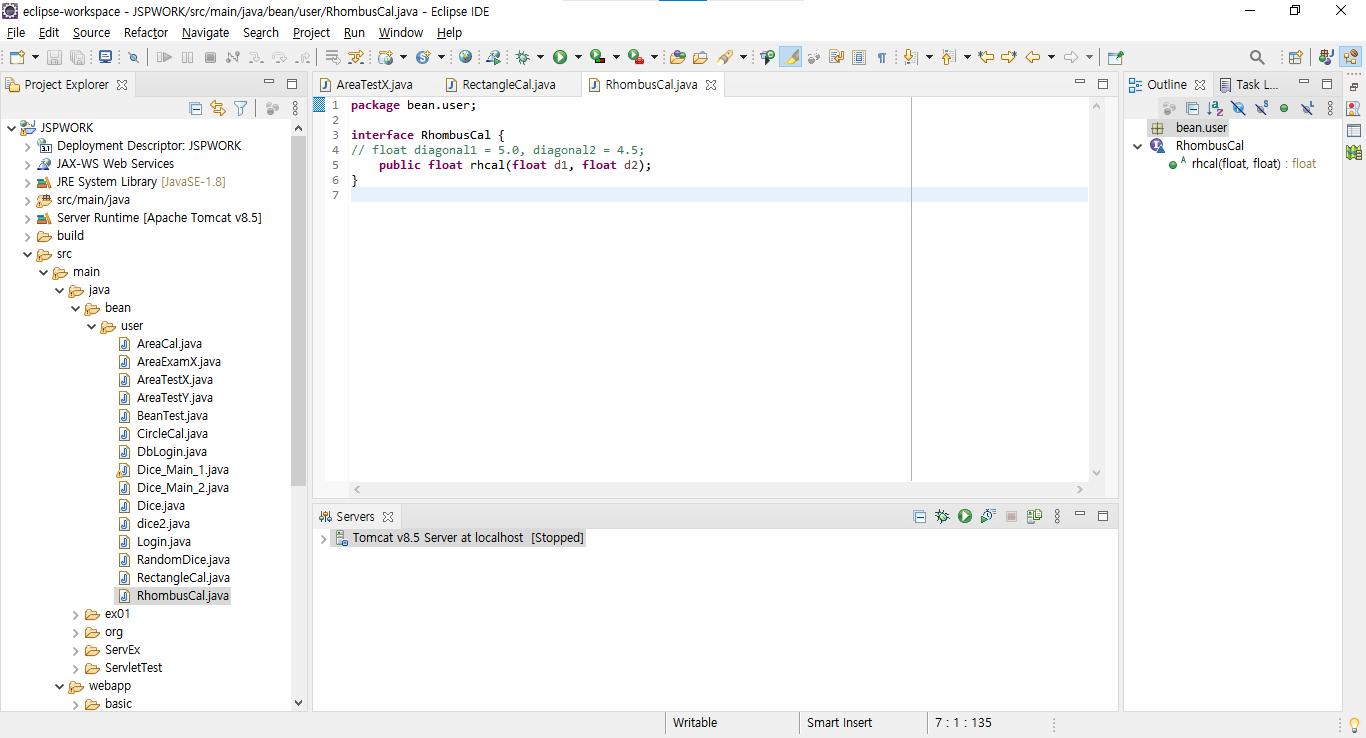 eclipse-workspace - JSPWORK/src/main/java/bean/user/RhombusCal.java - Eclipse IDE
File Edit Source Refactor Navigate Search Project Run Window Help
Project Explorer
JSPWORK
Deployment Descriptor: JSPWORK
JAX-WS Web Services
JRE System Library [JavaSE-1.8]
src/main/java
Server Runtime [Apache Tomcat v8.5]
build
src
main
java
bean
user
AreaCal.java
AreaExamX.java
AreaTestX.java
AreaTestY.java
BeanTest.java
CircleCal.java
DbLogin.java
Dice_Main_1.java
Dice_Main_2.java
Dice.java
dice2.java
Login.java
RandomDice.java
RectangleCal.java
RhombusCal.java
ex01
org
ServEx
ServletTest
webapp
basic
AreaTestX.java RectangleCal.java RhombusCal.java
1 package bean.user;
2
3 interface RhombusCal {
4 // float diagonal1 = 5.0, diagonal2 = 4.5;
5 public float rhcal(float d1, float d2);
6 }
7
Servers
Tomcat v8.5 Server at localhost [Stopped]
Outline Task L...
bean.user
RhombusCal
rhcal(float, float) : float
Writable Smart Insert 7 : 1 : 135